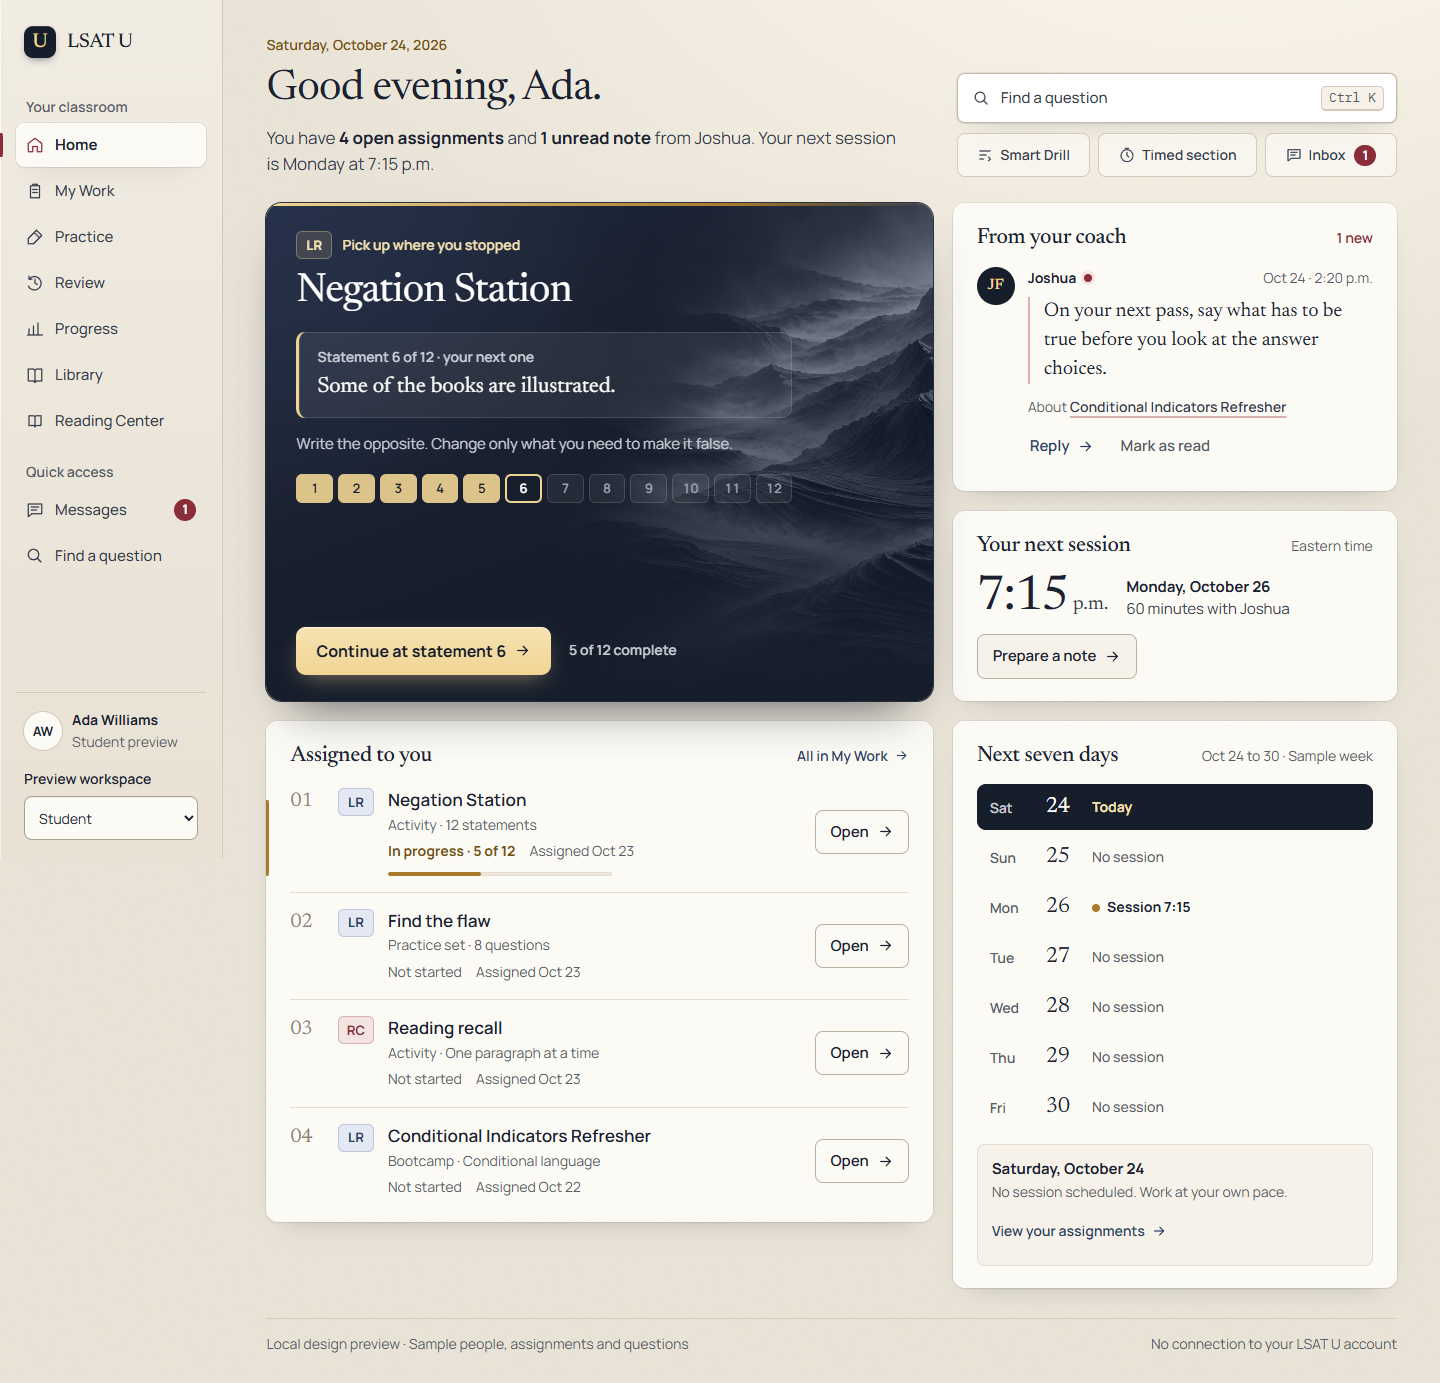 U LSAT U
Your classroom
Home
My Work
Practice
Review
Progress
Library
Reading Center
Quick access
Messages 1
Find a question
AW Ada Williams
Student preview
Preview workspace
Student
Saturday, October 24, 2026
Good evening, Ada.
You have 4 open assignments and 1 unread note from Joshua. Your next session
is Monday at 7:15 p.m.
Find a question Ctrl K
Smart Drill Timed section Inbox 1
LR Pick up where you stopped
Negation Station
Statement 6 of 12 · your next one
Some of the books are illustrated.
Write the opposite. Change only what you need to make it false.
1 2 3 4 5 6 7 8 9 10 11 12
Continue at statement 6 → 5 of 12 complete
From your coach 1 new
JF Joshua Oct 24 · 2:20 p.m.
On your next pass, say what has to be
true before you look at the answer
choices.
About Conditional Indicators Refresher
Reply → Mark as read
Your next session Eastern time
7:15 p.m.
Monday, October 26
60 minutes with Joshua
Prepare a note →
Assigned to you All in My Work →
01 LR Negation Station
Activity · 12 statements
In progress · 5 of 12 Assigned Oct 23
Open →
02 LR Find the flaw
Practice set · 8 questions
Not started Assigned Oct 23
Open →
03 RC Reading recall
Activity · One paragraph at a time
Not started Assigned Oct 23
Open →
04 LR Conditional Indicators Refresher
Bootcamp · Conditional language
Not started Assigned Oct 22
Open →
Next seven days Oct 24 to 30 · Sample week
Sat 24 Today
Sun 25 No session
Mon 26 Session 7:15
Tue 27 No session
Wed 28 No session
Thu 29 No session
Fri 30 No session
Saturday, October 24
No session scheduled. Work at your own pace.
View your assignments →
Local design preview · Sample people, assignments and questions
No connection to your LSAT U account